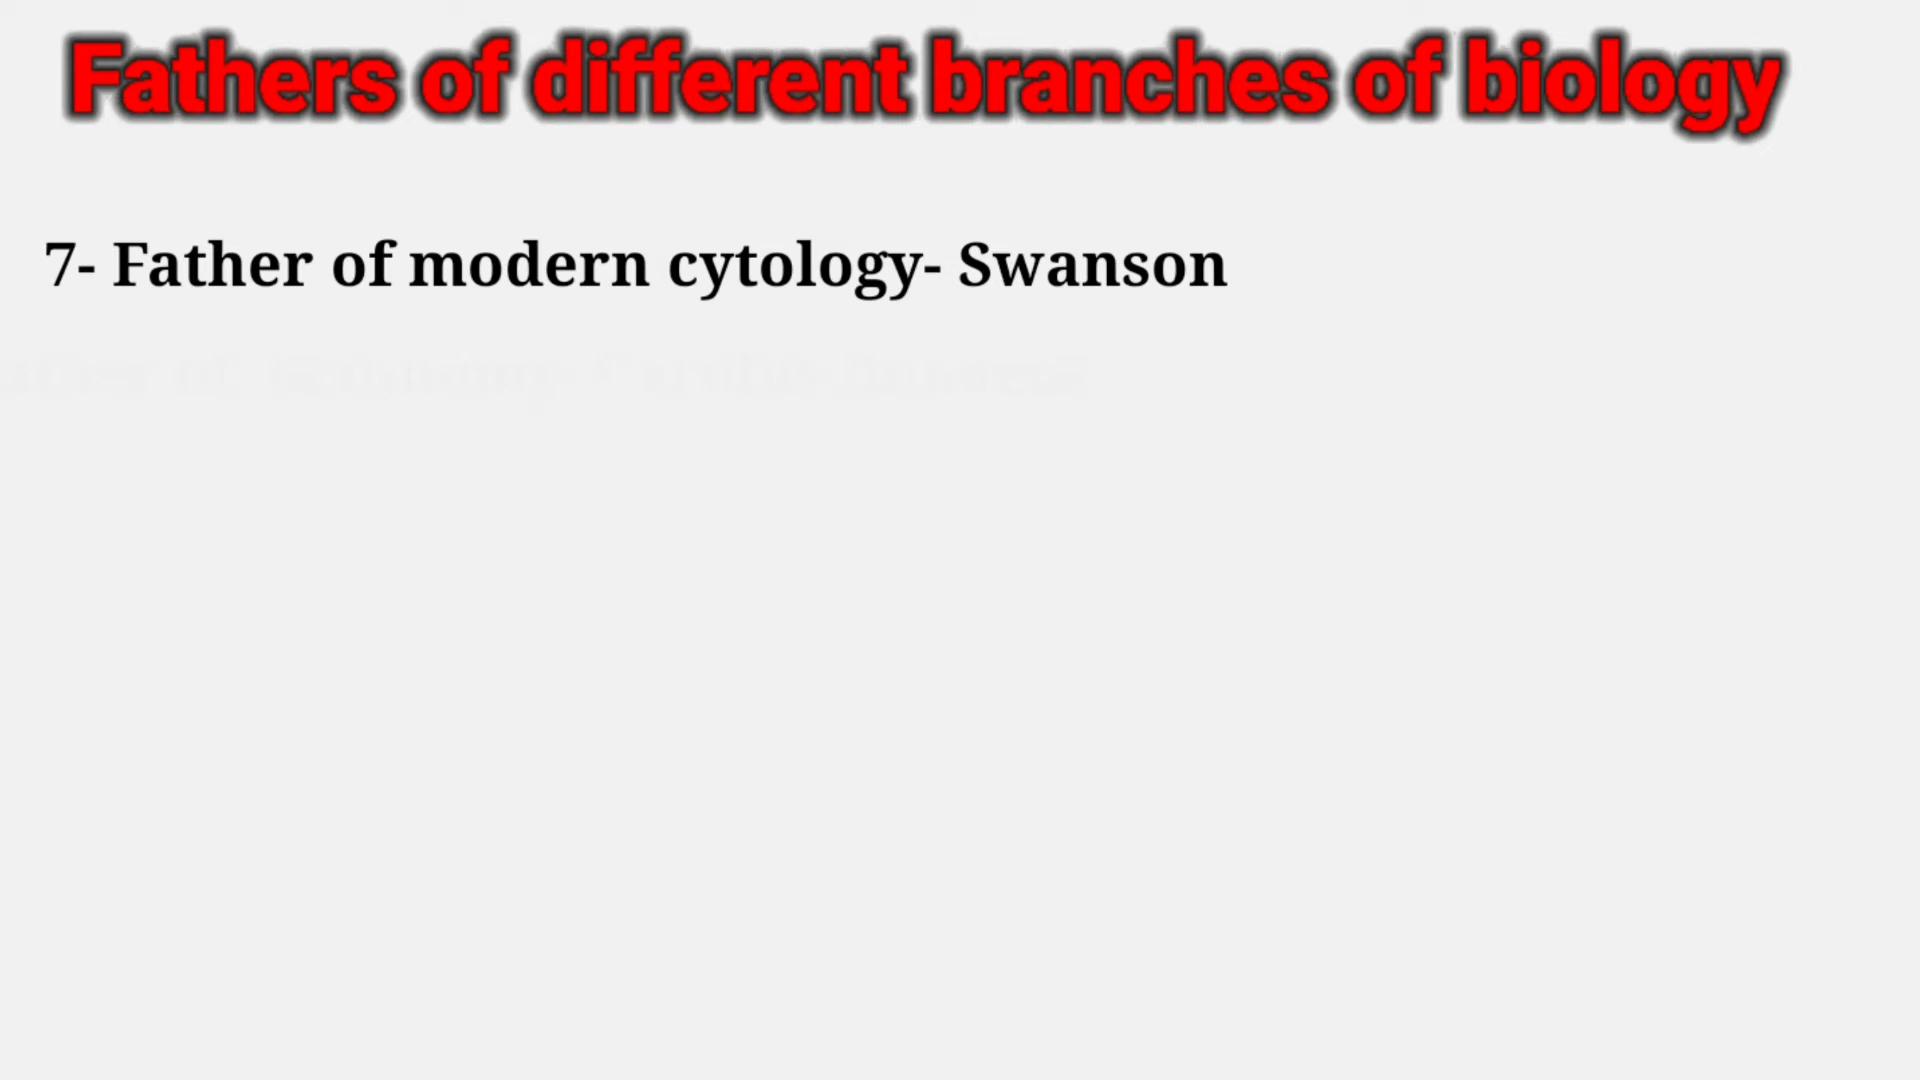 Fathers of different branches of biology
7- Father of modern cytology- Swanson